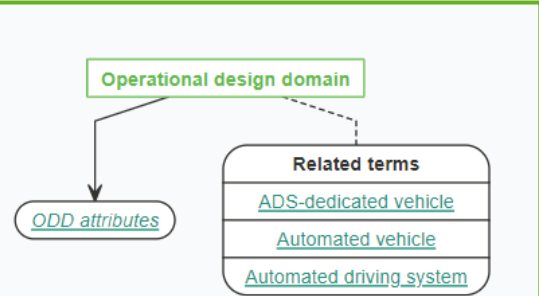 Operational design domain
Related terms
ADS-dedicated vehicle
ODD attributes
Automated vehicle
Automated driving system